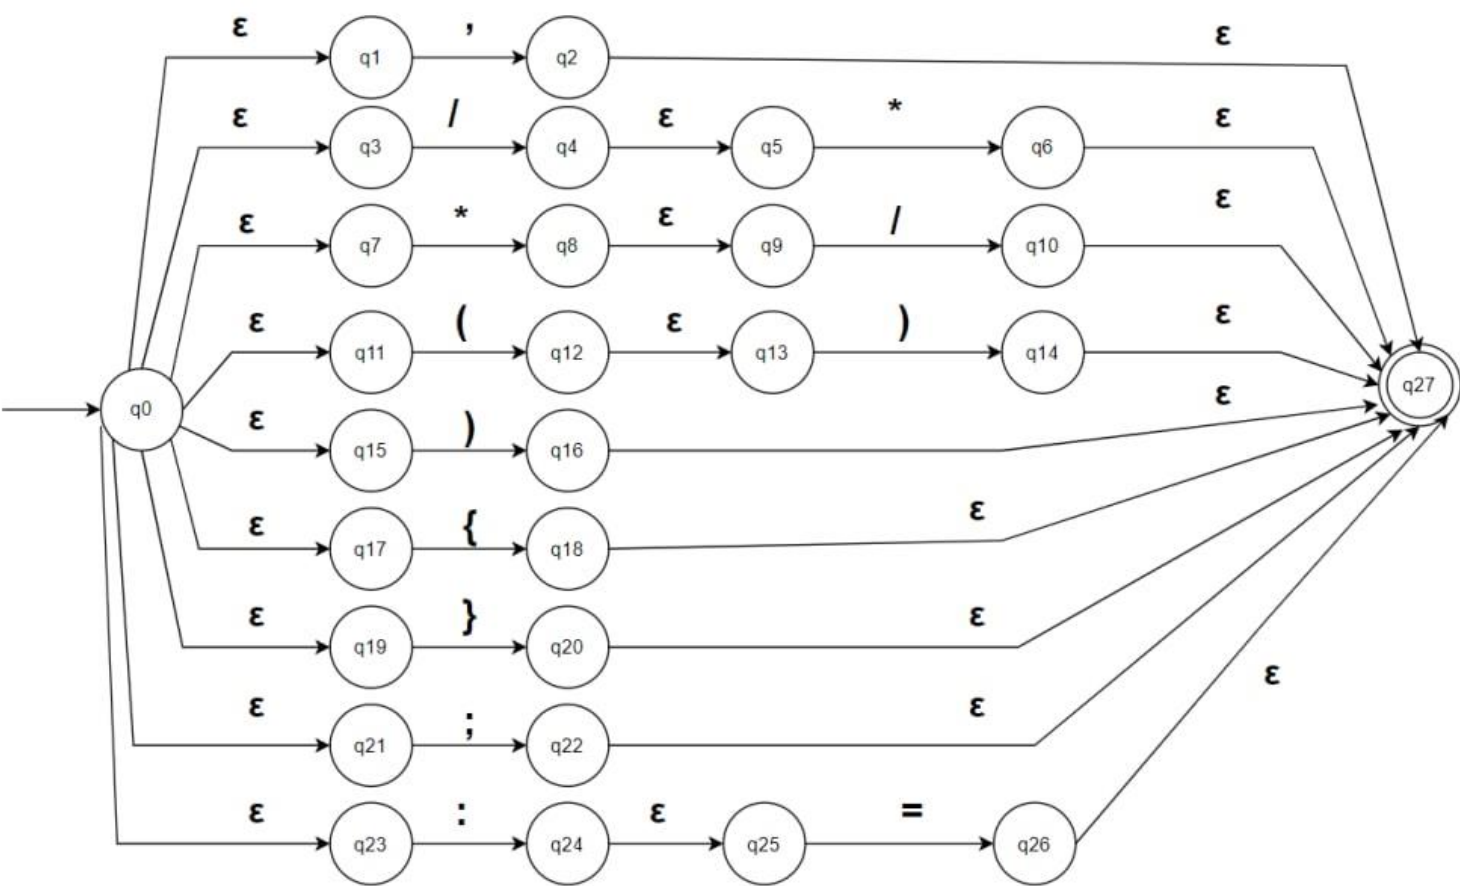 ε , ε
q1 q2
ε / ε * ε
q3 q4 q5 q6
ε * ε / ε
q7 q8 q9 q10
ε ( ε ) ε
q11 q12 q13 q14
q27
q0
ε ) ε
q15 q16
ε { ε
q17 q18
ε } ε
q19 q20
ε
ε ; ε
q21 q22
ε : ε =
q23 q24 q25 q26